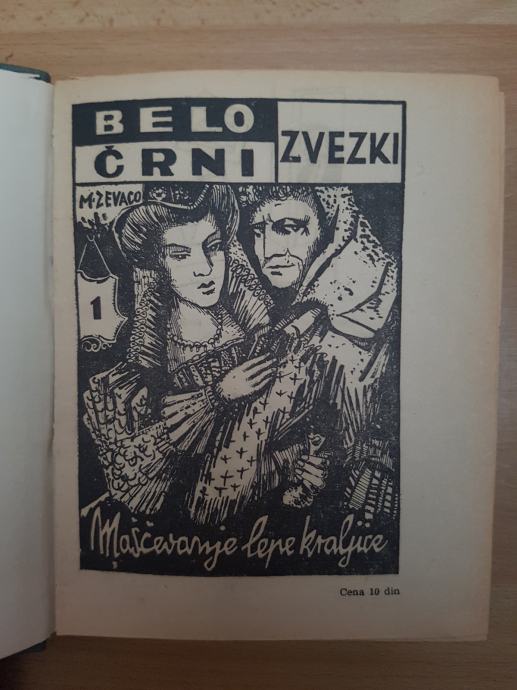 BELO
ČRNI
ZVEZKI
M. ZEVACO
1
Maščevanje lepe kraljice
Cena 10 din